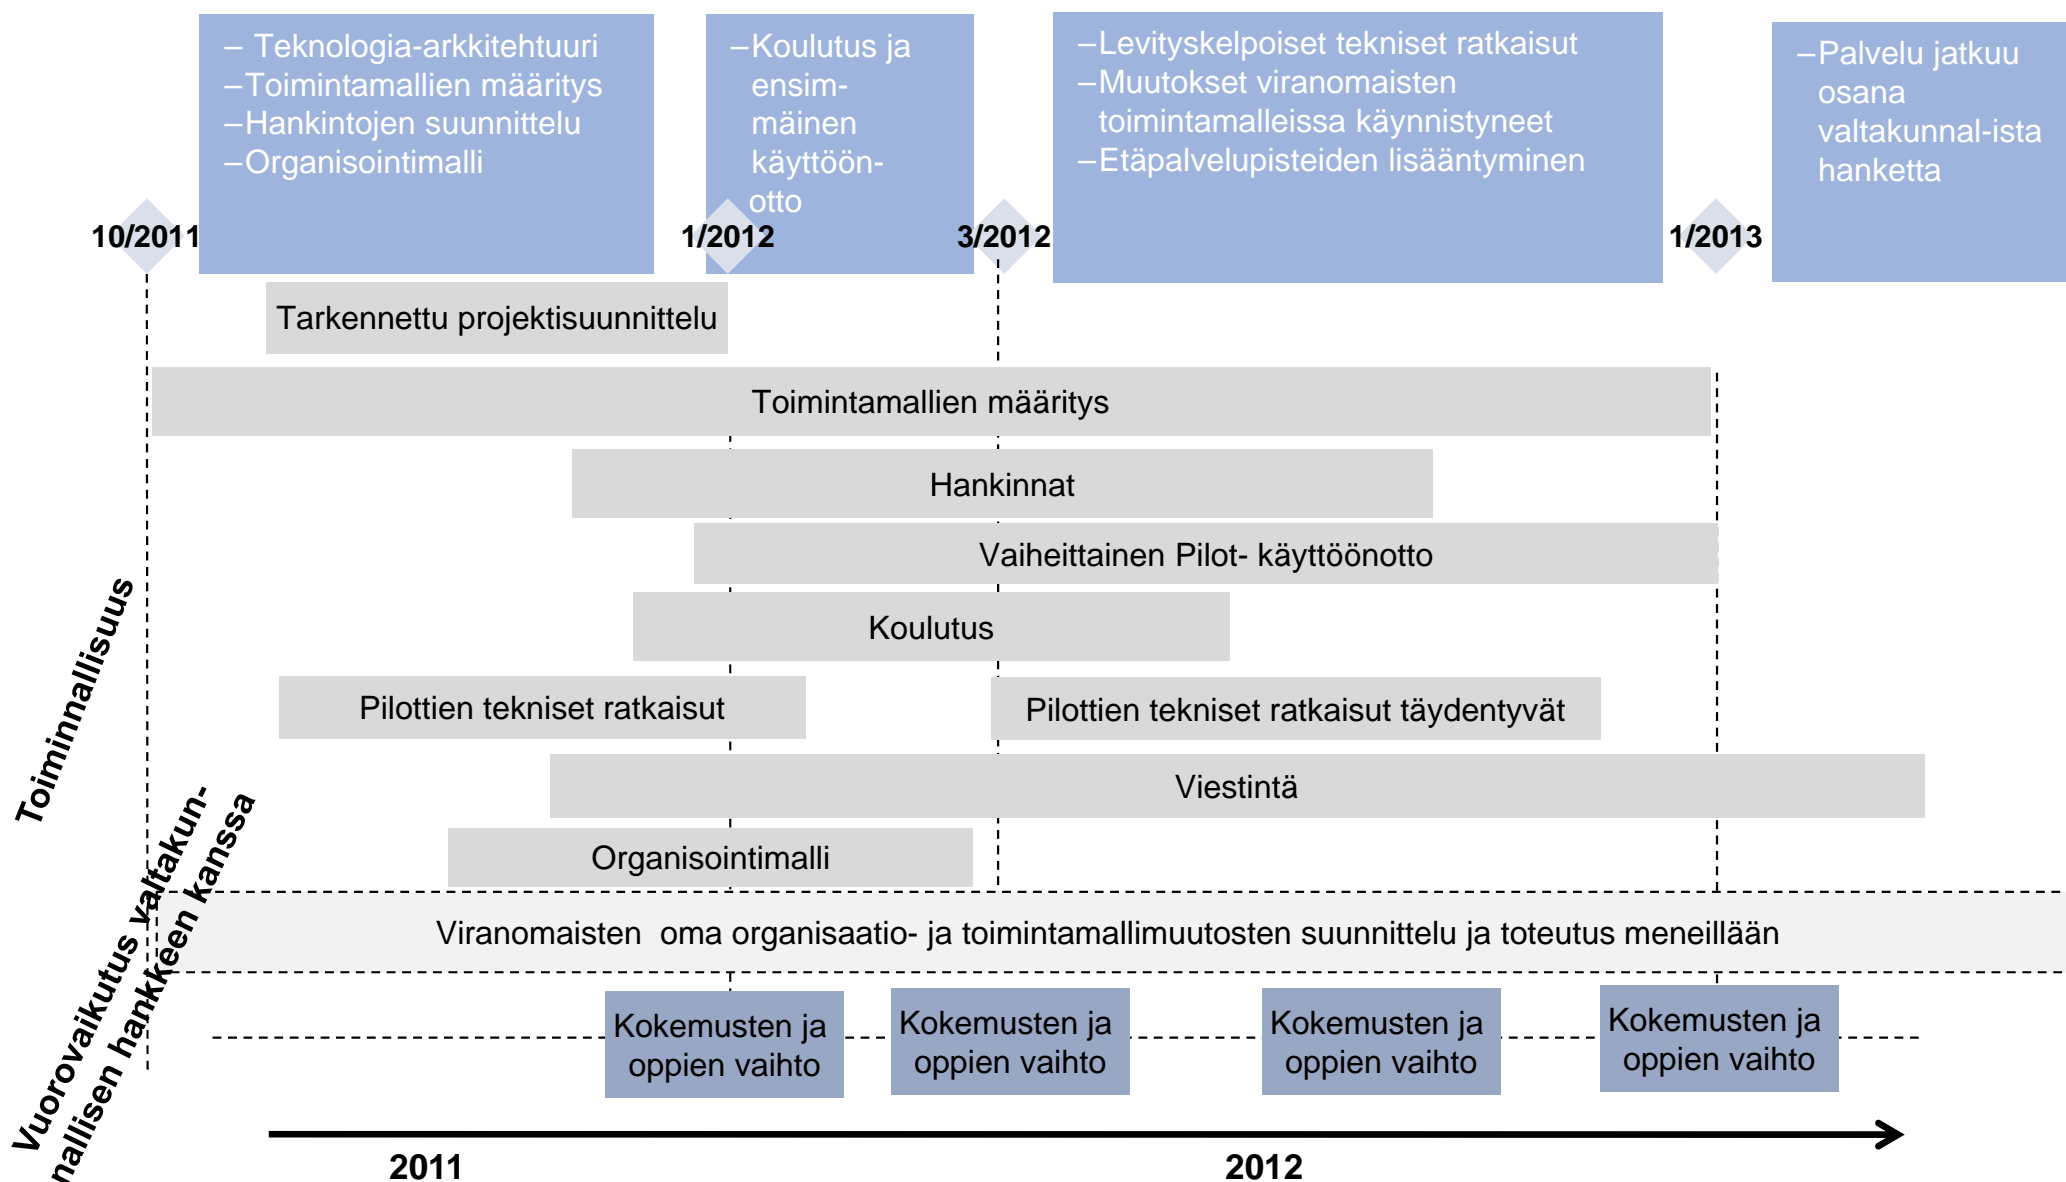 – Teknologia-arkkitehtuuri
–Toimintamallien määritys
–Hankintojen suunnittelu
–Organisointimalli
–Koulutus ja
ensim-
mäinen
käyttöön-
otto
–Levityskelpoiset tekniset ratkaisut
–Muutokset viranomaisten
toimintamalleissa käynnistyneet
–Etäpalvelupisteiden lisääntyminen
–Palvelu jatkuu
osana
valtakunnal-ista
hanketta
10/2011
1/2012
3/2012
1/2013
Tarkennettu projektisuunnittelu
Toimintamallien määritys
Hankinnat
Vaiheittainen Pilot- käyttöönotto
Koulutus
Pilottien tekniset ratkaisut
Pilottien tekniset ratkaisut täydentyvät
Viestintä
Organisointimalli
Toiminnallisuus
Viranomaisten  oma organisaatio- ja toimintamallimuutosten suunnittelu ja toteutus meneillään
Vuorovaikutus valtakun-
nallisen hankkeen kanssa
Kokemusten ja
oppien vaihto
Kokemusten ja
oppien vaihto
Kokemusten ja
oppien vaihto
Kokemusten ja
oppien vaihto
2011
2012